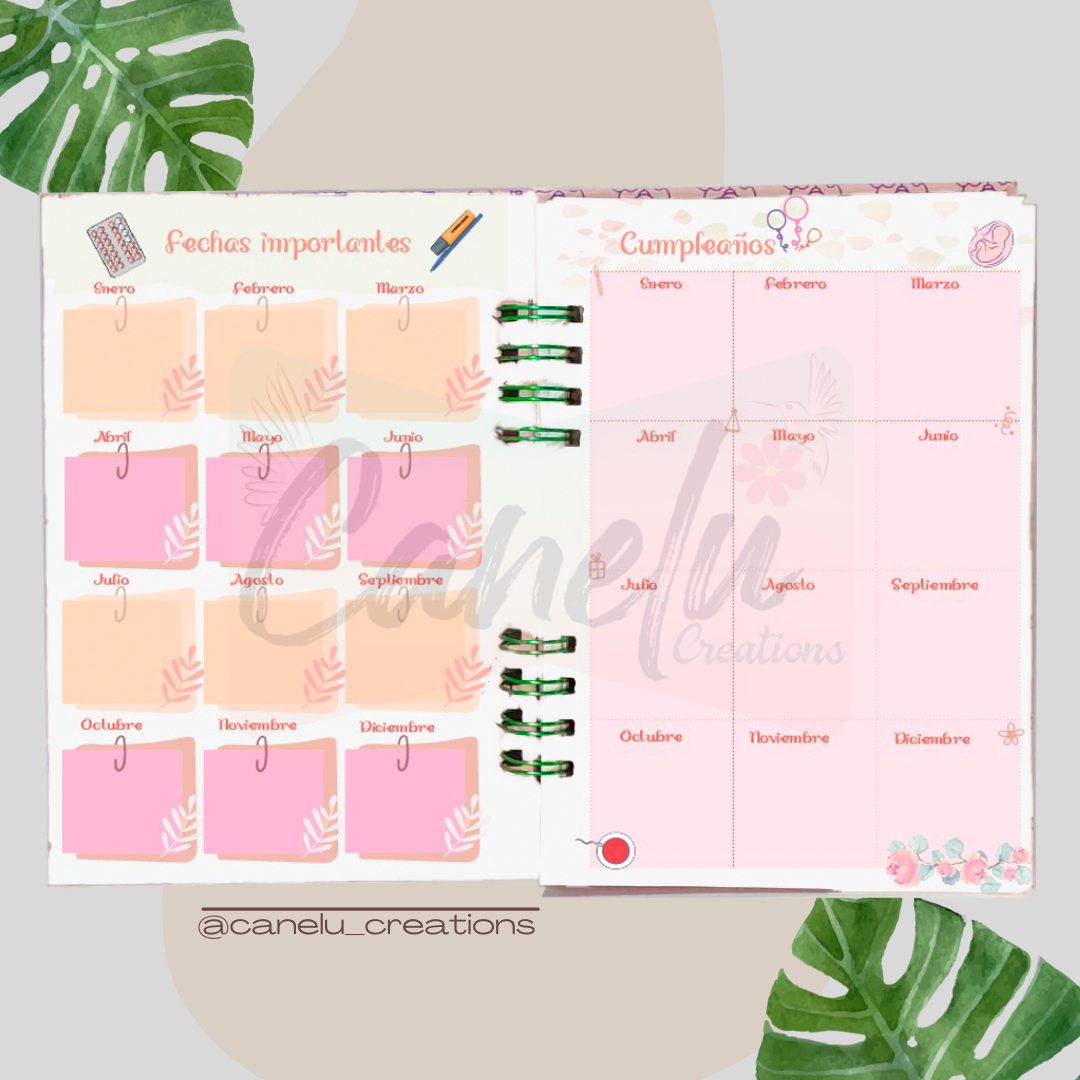 Fechas importantes
Enero Febrero Marzo
Abril Mayo Junio
Julio Agosto Septiembre
Octubre Noviembre Diciembre
Cumpleaños
Enero Febrero Marzo
Abril Mayo Junio
Julio Agosto Septiembre
Octubre Noviembre Diciembre
Canelu
Creations
@canelu_creations